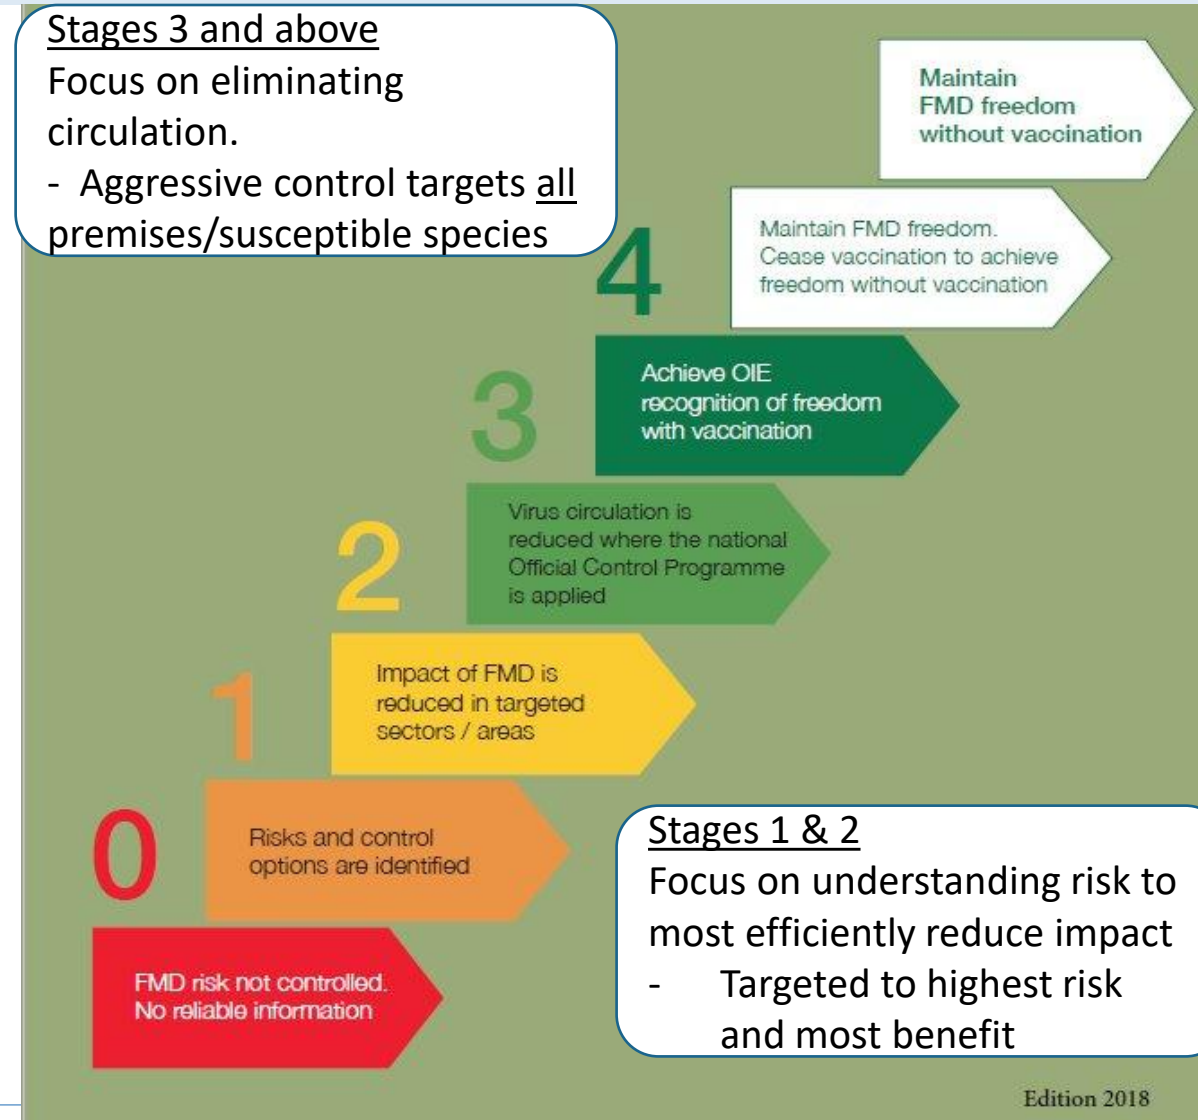 Stages 3 and above
Focus on eliminating
circulation.
- Aggressive control targets all
premises/susceptible species
Maintain
FMD freedom
without vaccination
Maintain FMD freedom.
Cease vaccination to achieve
freedom without vaccination
4
Achieve OIE
recognition of freedom
with vaccination
3
Virus circulation is
reduced where the national
Official Control Programme
is applied
2
Impact of FMD is
reduced in targeted
sectors / areas
1
Risks and control
options are identified
0
FMD risk not controlled.
No reliable information
Stages 1 & 2
Focus on understanding risk to
most efficiently reduce impact
- Targeted to highest risk
and most benefit
Edition 2018